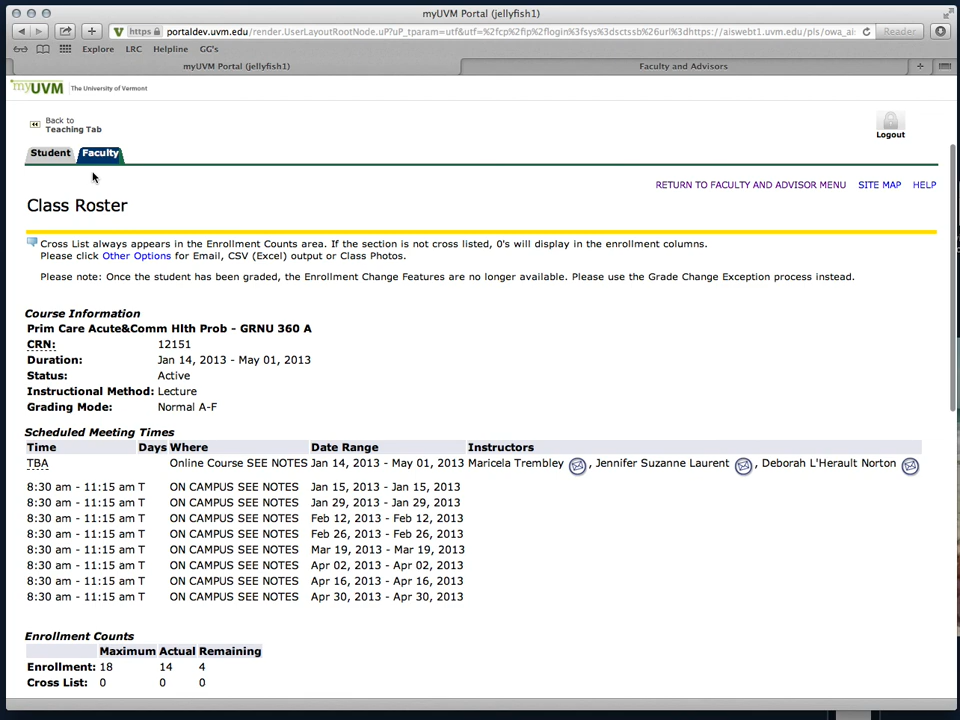 myUVM Portal (jellyfish1)
https portaldev.uvm.edu/render.UserLayoutRootNode.uP?uP_tparam=utf&utf=%2fcp%2fip%2flogin%3fsys%3dsctssb%26url%3dhttps://aiswebt1.uvm.edu/pls/owa_ai Reader
Explore LRC Helpline GG's
myUVM Portal (jellyfish1) Faculty and Advisors +
myUVM The University of Vermont
Back to
Teaching Tab
Logout
Student Faculty
RETURN TO FACULTY AND ADVISOR MENU SITE MAP HELP
Class Roster
Cross List always appears in the Enrollment Counts area. If the section is not cross listed, 0's will display in the enrollment columns.
Please click Other Options for Email, CSV (Excel) output or Class Photos.
Please note: Once the student has been graded, the Enrollment Change Features are no longer available. Please use the Grade Change Exception process instead.
Course Information
Prim Care Acute&Comm Hlth Prob - GRNU 360 A
CRN: 12151
Duration: Jan 14, 2013 - May 01, 2013
Status: Active
Instructional Method: Lecture
Grading Mode: Normal A-F
Scheduled Meeting Times
Time Days Where Date Range Instructors
TBA Online Course SEE NOTES Jan 14, 2013 - May 01, 2013 Maricela Trembley , Jennifer Suzanne Laurent , Deborah L'Herault Norton
8:30 am - 11:15 am T ON CAMPUS SEE NOTES Jan 15, 2013 - Jan 15, 2013
8:30 am - 11:15 am T ON CAMPUS SEE NOTES Jan 29, 2013 - Jan 29, 2013
8:30 am - 11:15 am T ON CAMPUS SEE NOTES Feb 12, 2013 - Feb 12, 2013
8:30 am - 11:15 am T ON CAMPUS SEE NOTES Feb 26, 2013 - Feb 26, 2013
8:30 am - 11:15 am T ON CAMPUS SEE NOTES Mar 19, 2013 - Mar 19, 2013
8:30 am - 11:15 am T ON CAMPUS SEE NOTES Apr 02, 2013 - Apr 02, 2013
8:30 am - 11:15 am T ON CAMPUS SEE NOTES Apr 16, 2013 - Apr 16, 2013
8:30 am - 11:15 am T ON CAMPUS SEE NOTES Apr 30, 2013 - Apr 30, 2013
Enrollment Counts
Maximum Actual Remaining
Enrollment: 18 14 4
Cross List: 0 0 0